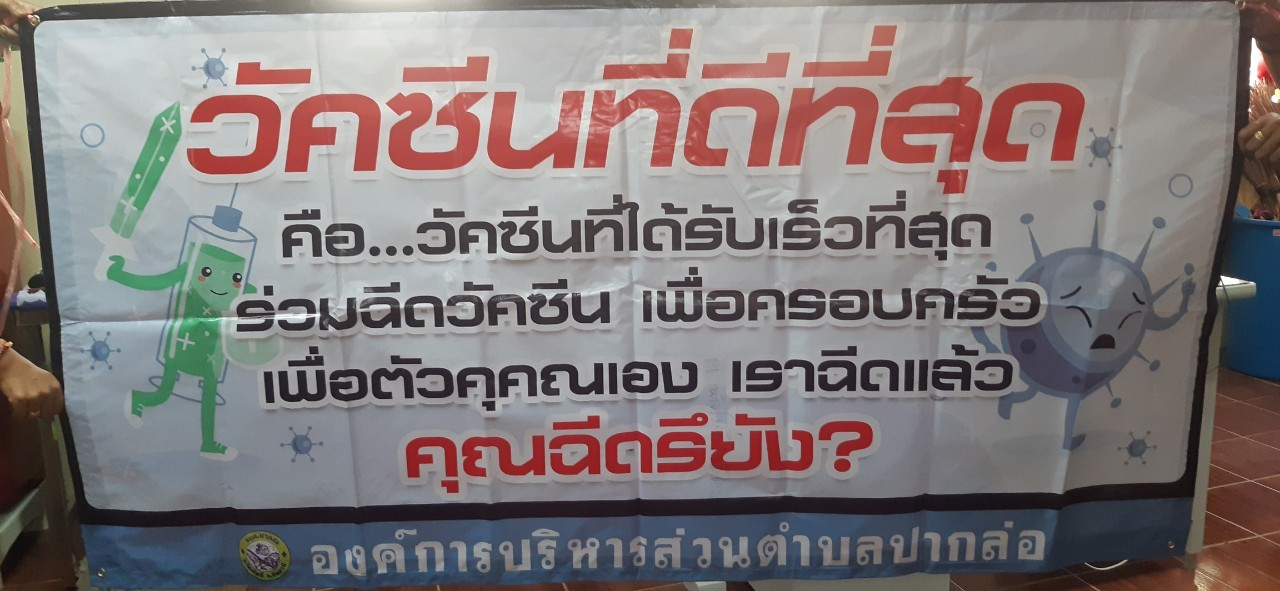 วัคซีนที่ดีที่สุด
คือ...วัคซีนที่ได้รับเร็วที่สุด
ร่วมฉีดวัคซีน เพื่อครอบครัว
เพื่อตัวคุคณเอง เราฉีดแล้ว
คุณฉีดรึยัง?
องค์การบริหารส่วนตำบลปากล่อ